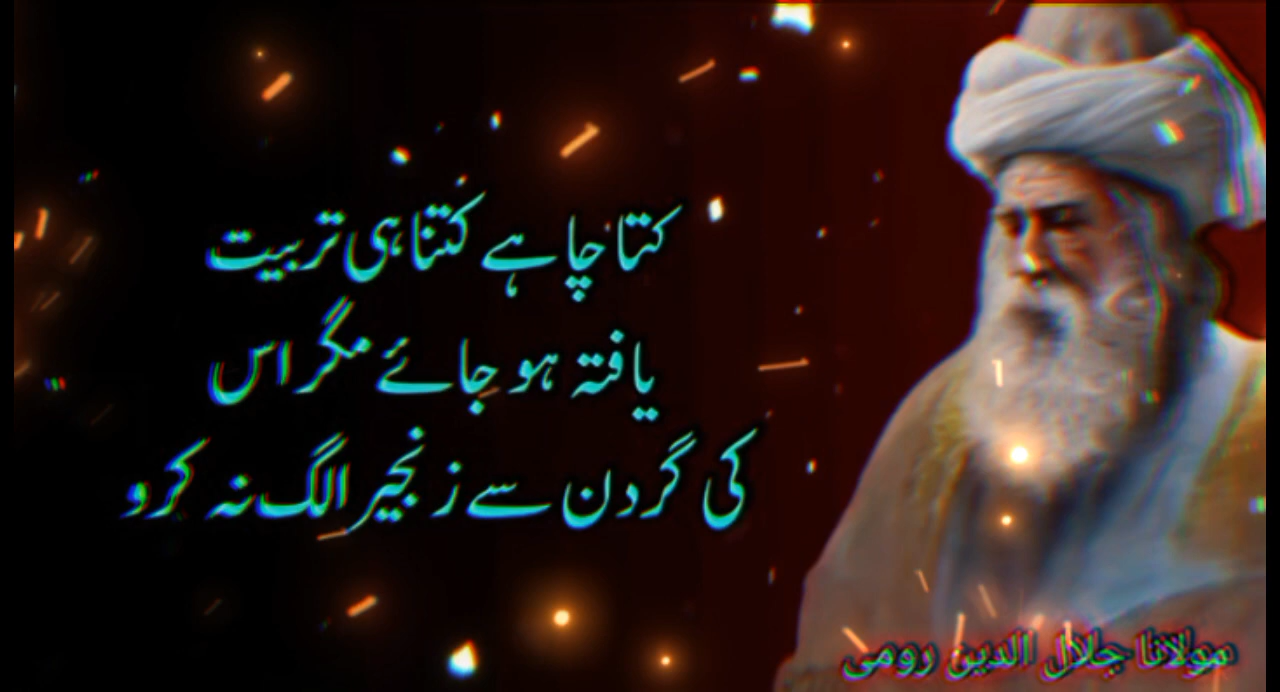 کتا چاہے کتنا ہی تربیت
یافتہ ہو جائے مگر اس
کی گردن سے زنجیر الگ نہ کرو
مولانا جلال الدین رومی